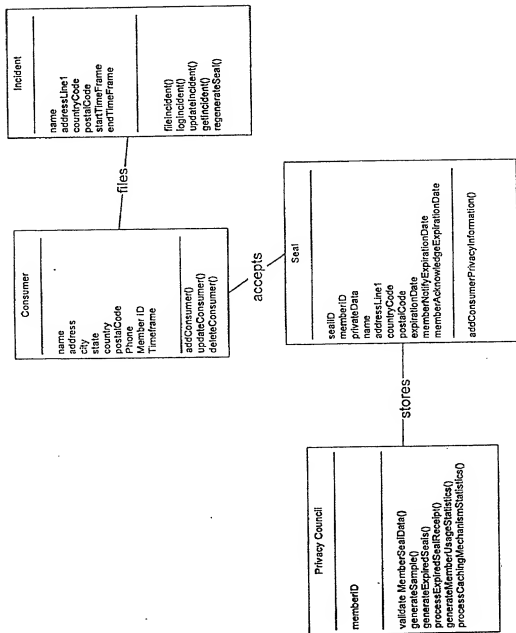 Incident
name
addressLine1
countryCode
postalCode
startTimeFrame
endTimeFrame
fileIncident()
logIncident()
updateIncident()
getIncident()
regenerateSeal()
files
Consumer
name
address
city
state
country
postalCode
Phone
Member ID
Timeframe
addConsumer()
updateConsumer()
deleteConsumer()
accepts
Seal
sealID
memberID
privateData
name
addressLine1
countryCode
postalCode
expirationDate
memberNotifyExpirationDate
memberAcknowledgeExpirationDate
addConsumerPrivacyInformation()
stores
Privacy Council
memberID
validate MemberSealData()
generateSample()
generateExpiredSeals()
processExpiredSealReceipt()
generateMemberUsageStatistics()
processCachingMechanismStatistics()